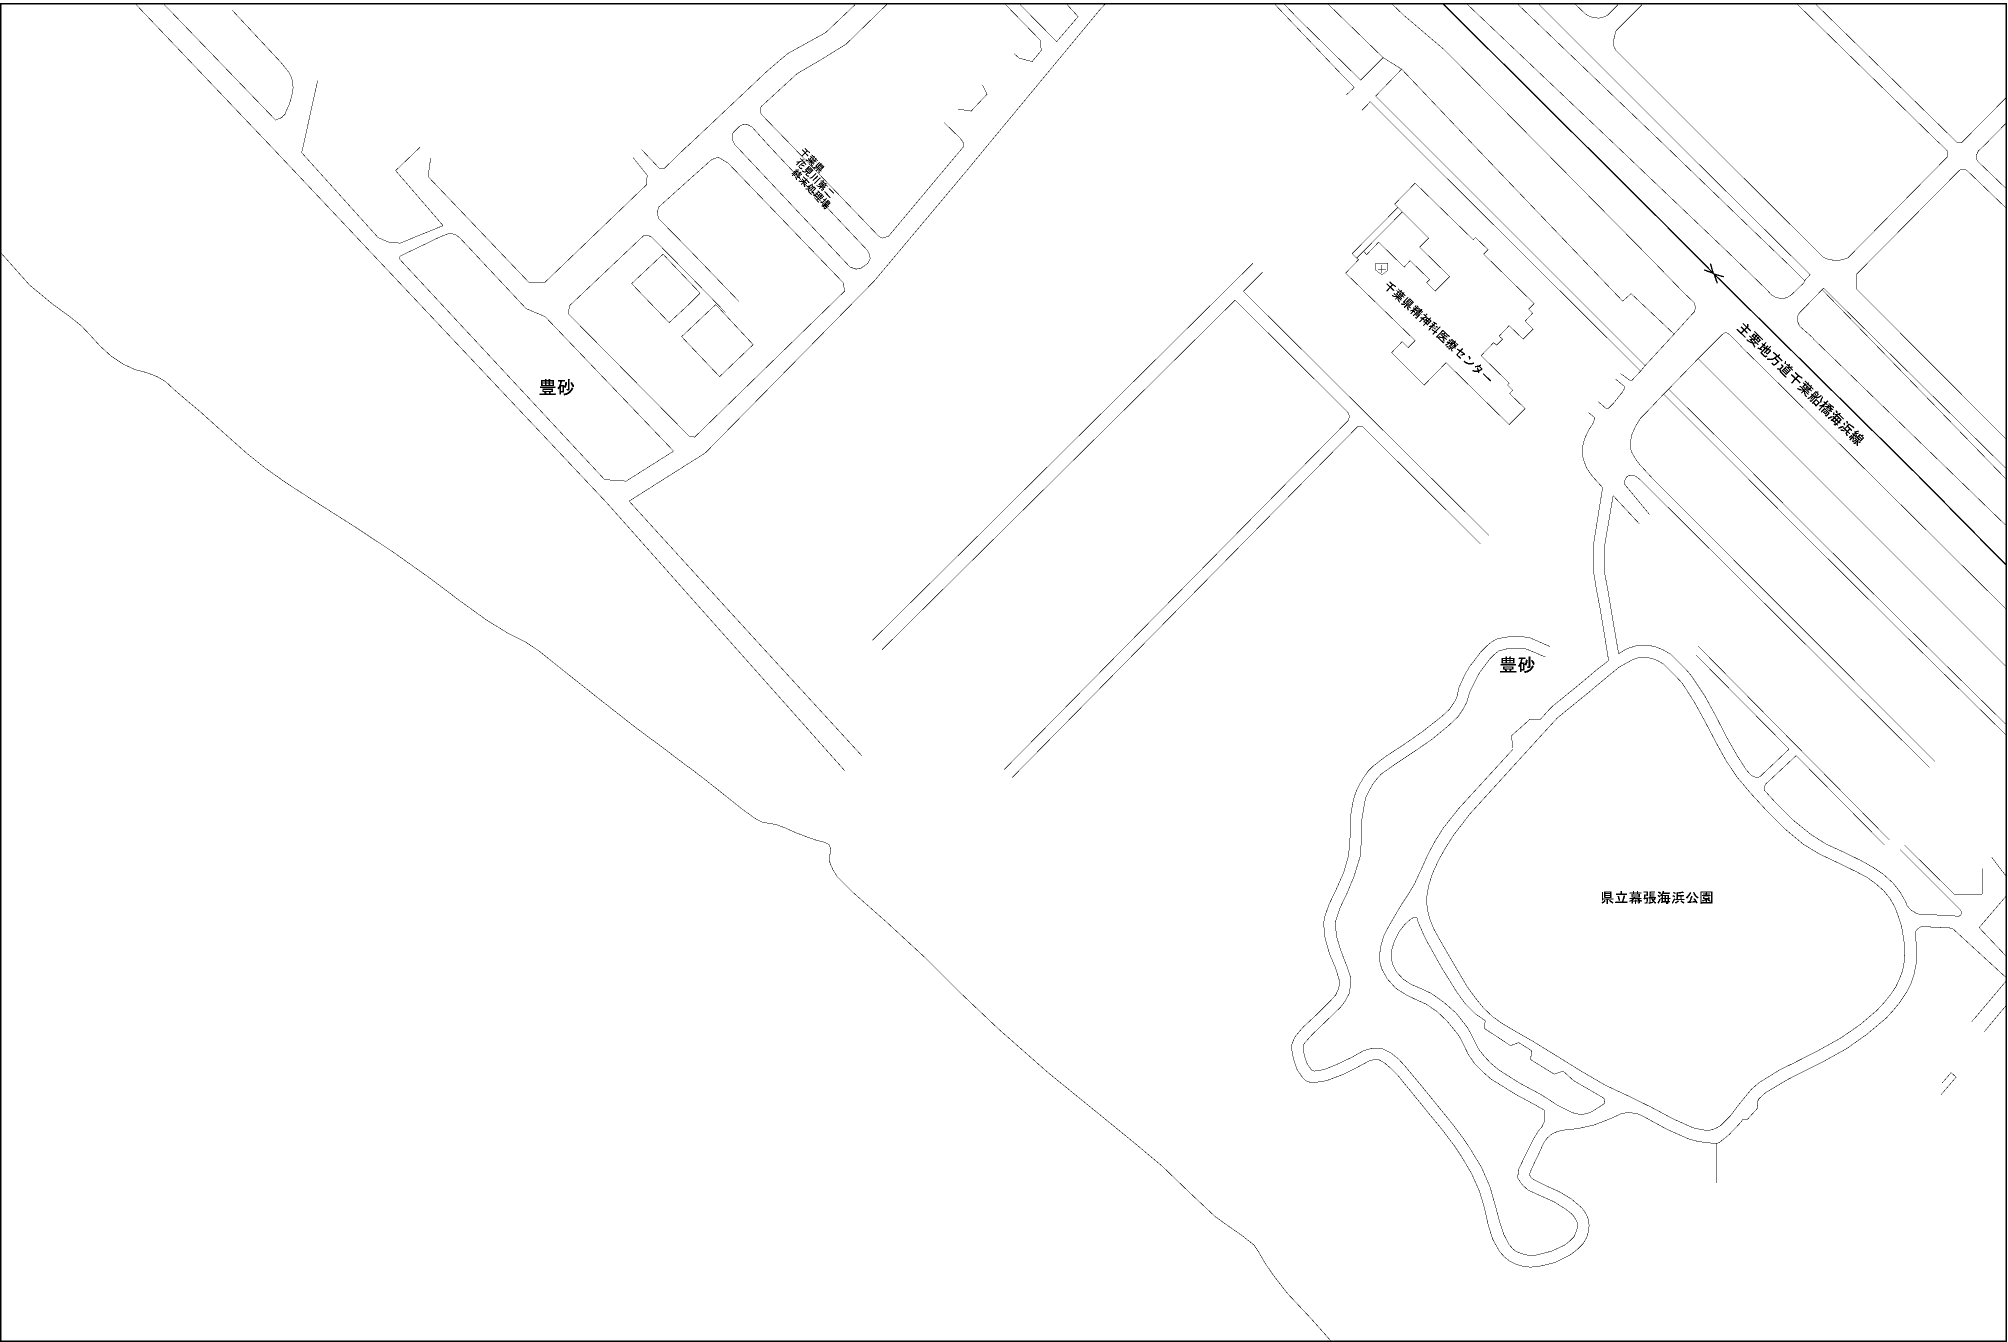 千葉県
花見川第二
終末処理場
千葉県精神科医療センター
主要地方道千葉船橋海浜線
豊砂
豊砂
県立幕張海浜公園